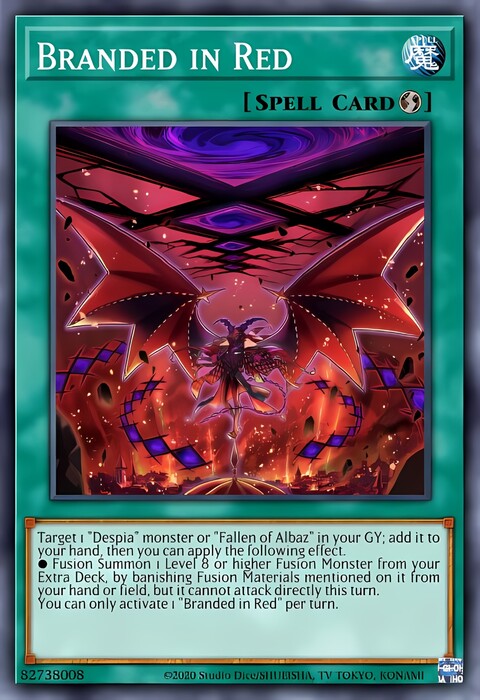 Branded in Red
魔
[Spell Card]
Target 1 "Despia" monster or "Fallen of Albaz" in your GY; add it to
your hand, then you can apply the following effect.
● Fusion Summon 1 Level 8 or higher Fusion Monster from your
Extra Deck, by banishing Fusion Materials mentioned on it from
your hand or field, but it cannot attack directly this turn.
You can only activate 1 "Branded in Red" per turn.
82738008
©2020 Studio Dice/SHUEISHA, TV TOKYO, KONAMI